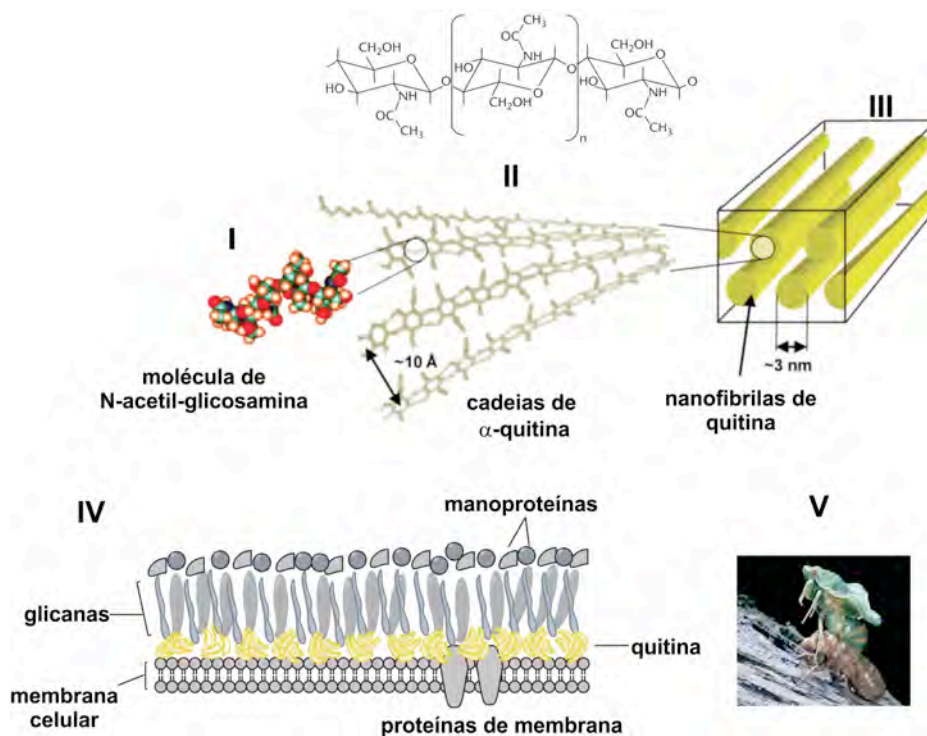 CH₃
OC
CH₂OH
NH
CH₂OH
O
HO
O
O
HO
O
HO
NH
O
CH₂OH
NH
O
OC
CH₃
n
OC
CH₃
III
II
I
~10 Å
~3 nm
molécula de
N-acetil-glicosamina
cadeias de
α-quitina
nanofibrilas de
quitina
IV
manoproteínas
V
glicanas
quitina
membrana
celular
proteínas de membrana